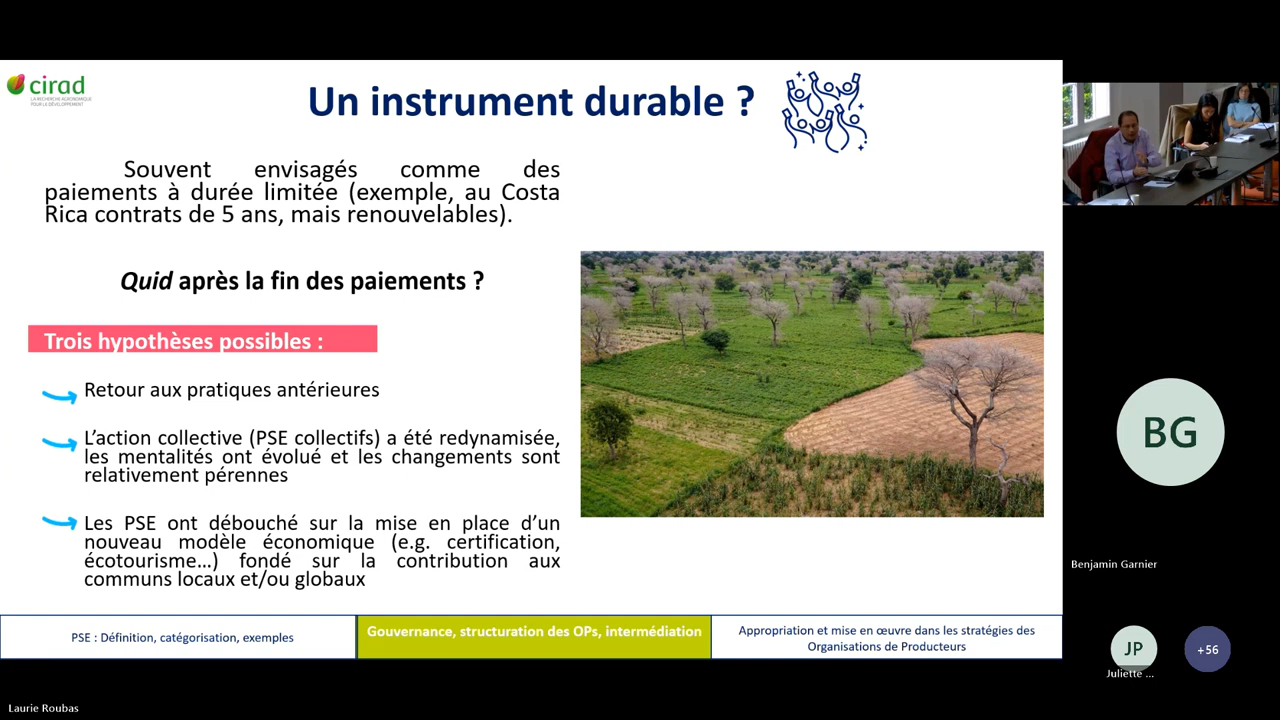 cirad
LA RECHERCHE AGRONOMIQUE
POUR LE DÉVELOPPEMENT
Un instrument durable ?
Souvent envisagés comme des
paiements à durée limitée (exemple, au Costa
Rica contrats de 5 ans, mais renouvelables).
Quid après la fin des paiements ?
Trois hypothèses possibles :
Retour aux pratiques antérieures
L'action collective (PSE collectifs) a été redynamisée,
les mentalités ont évolué et les changements sont
relativement pérennes
Les PSE ont débouché sur la mise en place d'un
nouveau modèle économique (e.g. certification,
écotourisme…) fondé sur la contribution aux
communs locaux et/ou globaux
PSE : Définition, catégorisation, exemples
Gouvernance, structuration des OPs, intermédiation
Appropriation et mise en œuvre dans les stratégies des
Organisations de Producteurs
BG
Benjamin Garnier
JP
Juliette ...
+56
Laurie Roubas